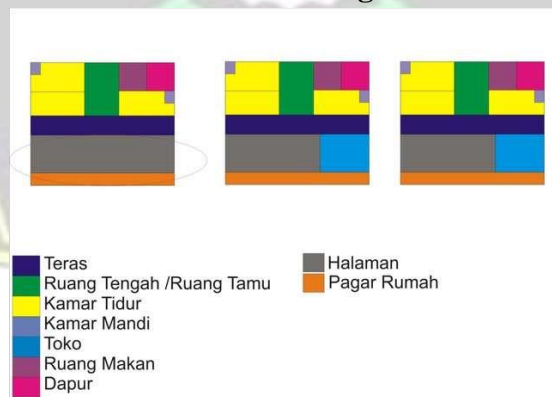 Teras
Ruang Tengah /Ruang Tamu
Kamar Tidur
Kamar Mandi
Toko
Ruang Makan
Dapur
Halaman
Pagar Rumah